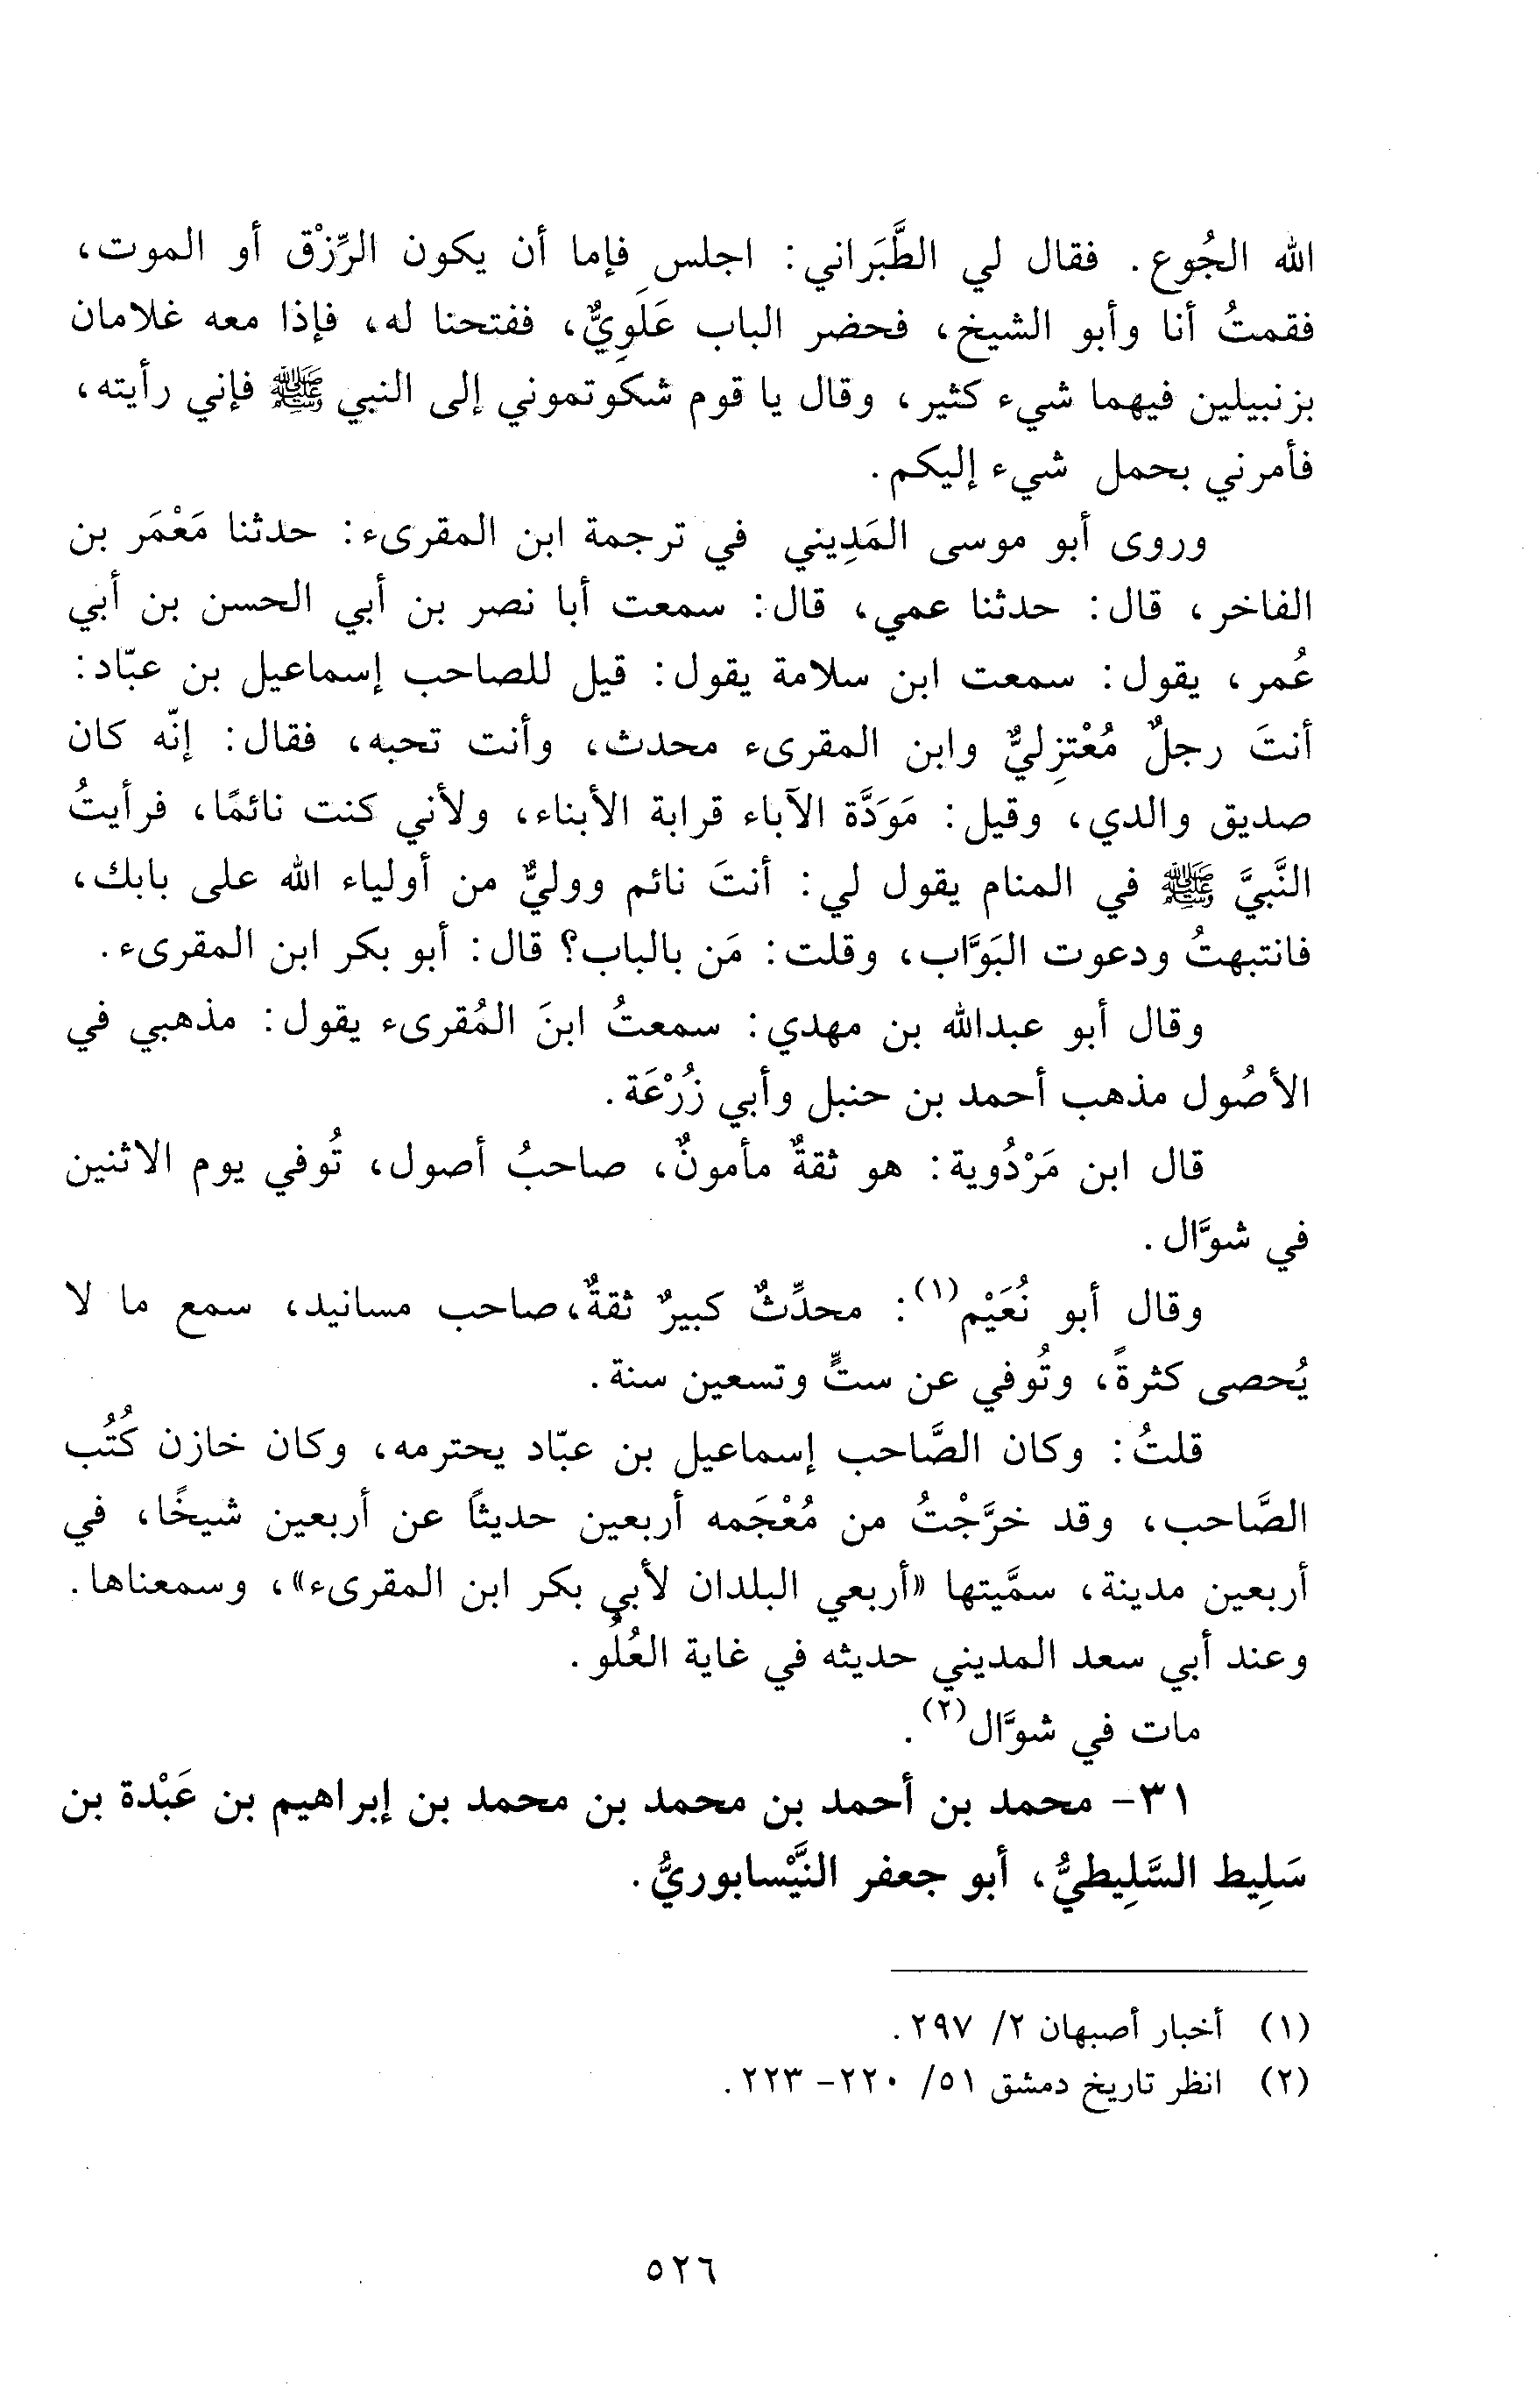 الله الجُوع. فقال لي الطَّبَراني: اجلس فإما أن يكون الرِّزْق أو الموت،
فقمتُ أنا وأبو الشيخ، فحضر الباب عَلَوِيٌّ، ففتحنا له، فإذا معه غلامان
بزنبيلين فيهما شيء كثير، وقال يا قوم شكوتموني إلى النبي ﷺ فإني رأيته،
فأمرني بحمل شيء إليكم.
وروى أبو موسى المَدِيني في ترجمة ابن المقرىء: حدثنا مَعْمَر بن
الفاخر، قال: حدثنا عمي، قال: سمعت أبا نصر بن أبي الحسن بن أبي
عُمر، يقول: سمعت ابن سلامة يقول: قيل للصاحب إسماعيل بن عبّاد:
أنتَ رجلٌ مُعْتزِليٌّ وابن المقرىء محدث، وأنت تحبه، فقال: إنّه كان
صديق والدي، وقيل: مَوَدَّة الآباء قرابة الأبناء، ولأني كنت نائمًا، فرأيتُ
النَّبيَّ ﷺ في المنام يقول لي: أنتَ نائم ووليٌّ من أولياء الله على بابك،
فانتبهتُ ودعوت البَوَّاب، وقلت: مَن بالباب؟ قال: أبو بكر ابن المقرىء.
وقال أبو عبدالله بن مهدي: سمعتُ ابنَ المُقرىء يقول: مذهبي في
الأصُول مذهب أحمد بن حنبل وأبي زُرْعَة.
قال ابن مَرْدُوية: هو ثقةٌ مأمونٌ، صاحبُ أصول، تُوفي يوم الاثنين
في شوَّال.
وقال أبو نُعَيْم(١): محدِّثٌ كبيرٌ ثقةٌ، صاحب مسانيد، سمع ما لا
يُحصى كثرةً، وتُوفي عن ستٍّ وتسعين سنة.
قلتُ: وكان الصَّاحب إسماعيل بن عبّاد يحترمه، وكان خازن كُتُب
الصَّاحب، وقد خرَّجْتُ من مُعْجَمه أربعين حديثاً عن أربعين شيخًا، في
أربعين مدينة، سمَّيتها «أربعي البلدان لأبي بكر ابن المقرىء»، وسمعناها.
وعند أبي سعد المديني حديثه في غاية العُلُو.
مات في شوَّال(٢).
٣١- محمد بن أحمد بن محمد بن محمد بن إبراهيم بن عَبْدة بن
سَلِيط السَّلِيطيُّ، أبو جعفر النَّيْسابوريُّ.
(١) أخبار أصبهان ٢/ ٢٩٧.
(٢) انظر تاريخ دمشق ٥١/ ٢٢٠- ٢٢٣.
٥٢٦